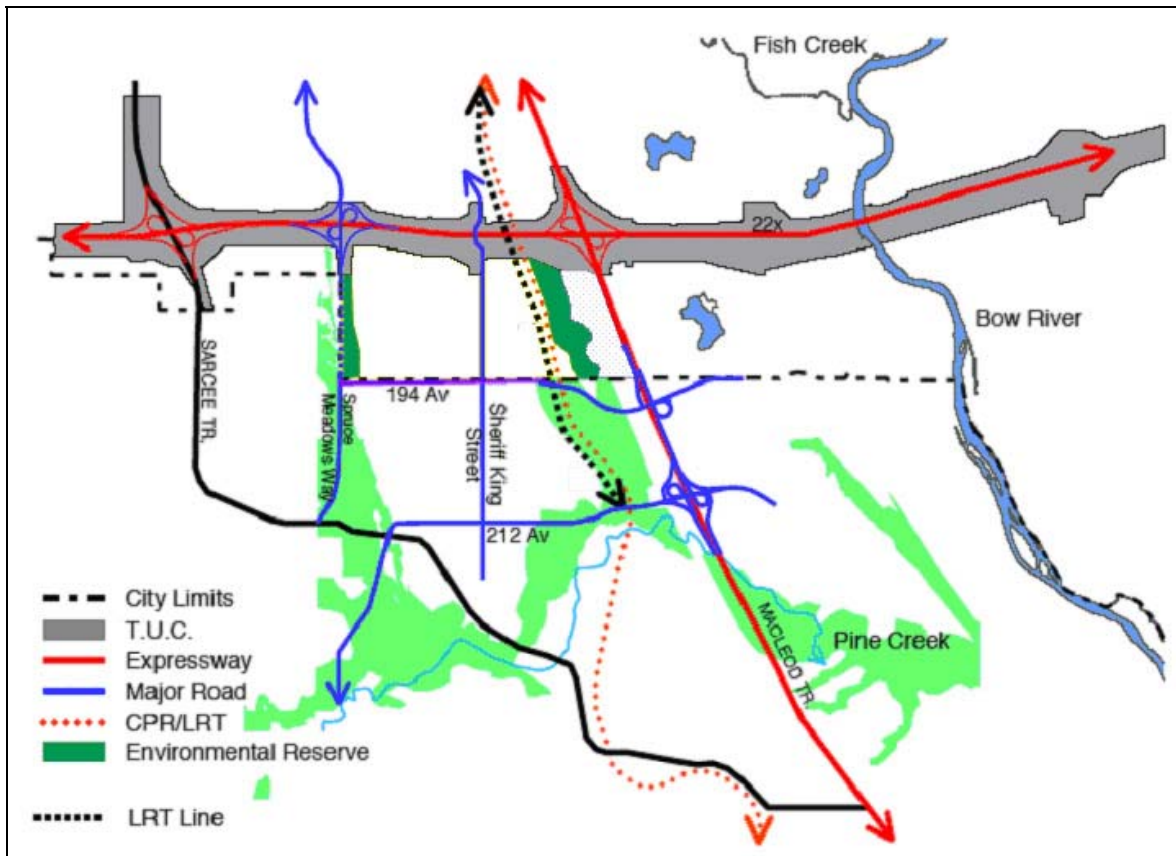 Fish Creek
22x
Bow River
SARCEE TR.
194 Av
Spruce
Meadows Way
Sheriff King
Street
212 Av
MACLEOD TR.
Pine Creek
City Limits
T.U.C.
Expressway
Major Road
CPR/LRT
Environmental Reserve
LRT Line